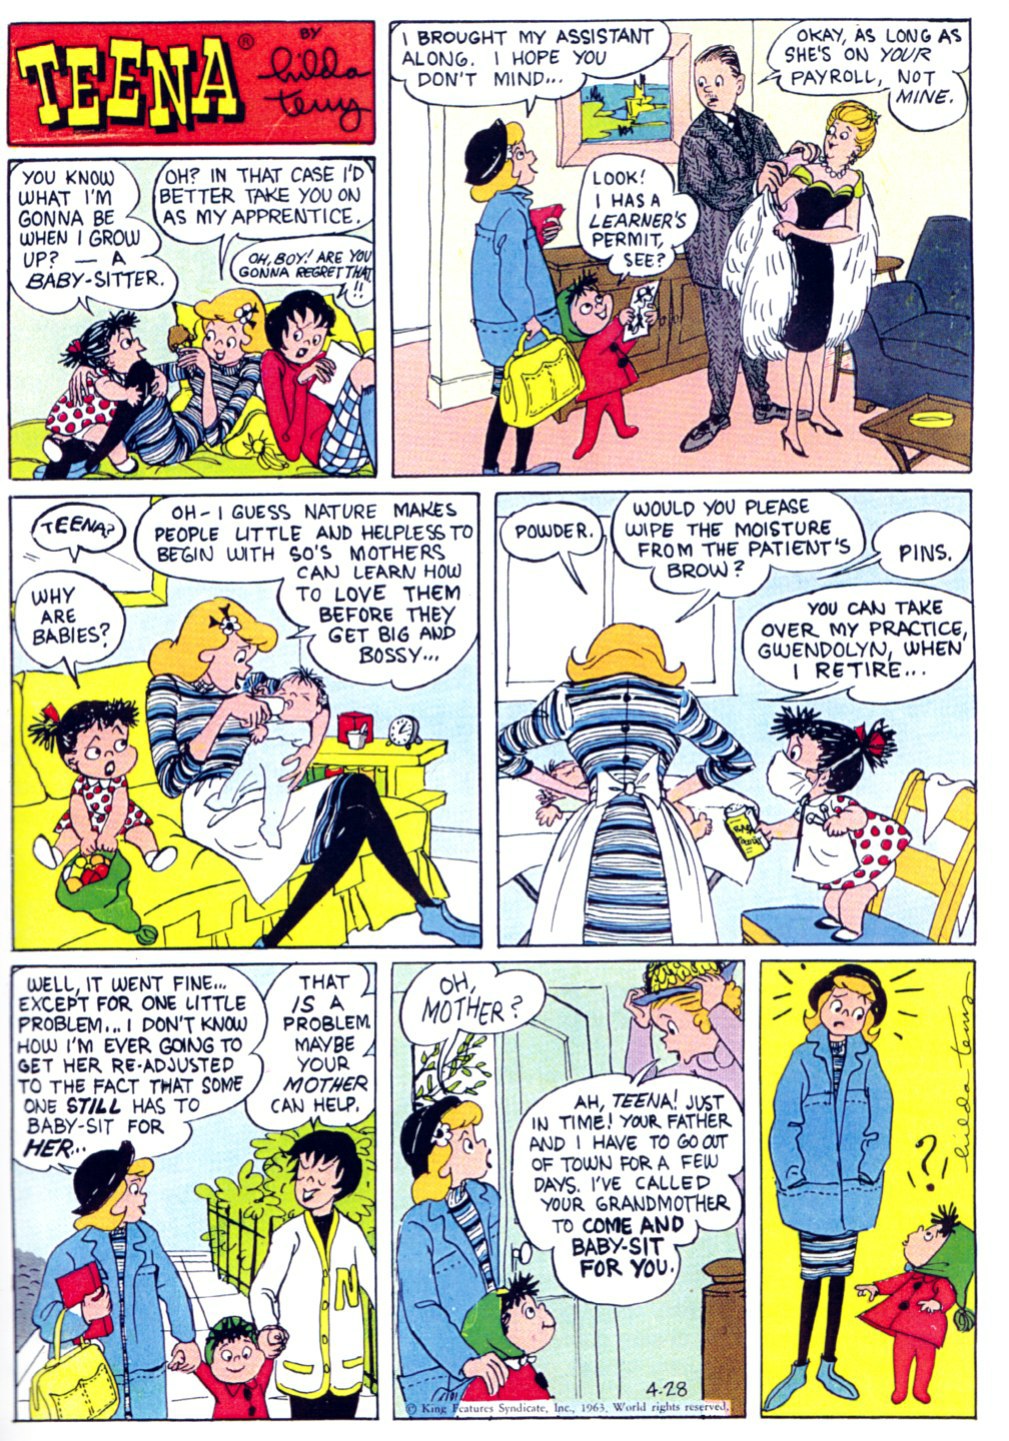 TEENA®
BY
hilda
terry
YOU KNOW
WHAT I'M
GONNA BE
WHEN I GROW
UP? — A
BABY-SITTER.
OH? IN THAT CASE I'D
BETTER TAKE YOU ON
AS MY APPRENTICE.
OH, BOY! ARE YOU
GONNA REGRET THAT
!!
I BROUGHT MY ASSISTANT
ALONG. I HOPE YOU
DON'T MIND...
LOOK!
I HAS A
LEARNER'S
PERMIT,
SEE?
OKAY, AS LONG AS
SHE'S ON YOUR
PAYROLL, NOT
MINE.
TEENA?
WHY
ARE
BABIES?
OH-I GUESS NATURE MAKES
PEOPLE LITTLE AND HELPLESS TO
BEGIN WITH SO'S MOTHERS
CAN LEARN HOW
TO LOVE THEM
BEFORE THEY
GET BIG AND
BOSSY...
POWDER.
WOULD YOU PLEASE
WIPE THE MOISTURE
FROM THE PATIENT'S
BROW?
PINS.
YOU CAN TAKE
OVER MY PRACTICE,
GWENDOLYN, WHEN
I RETIRE...
WELL, IT WENT FINE...
EXCEPT FOR ONE LITTLE
PROBLEM... I DON'T KNOW
HOW I'M EVER GOING TO
GET HER RE-ADJUSTED
TO THE FACT THAT SOME
ONE STILL HAS TO
BABY-SIT FOR
HER...
THAT
IS A
PROBLEM.
MAYBE
YOUR
MOTHER
CAN HELP.
N
OH,
MOTHER?
AH, TEENA! JUST
IN TIME! YOUR FATHER
AND I HAVE TO GO OUT
OF TOWN FOR A FEW
DAYS. I'VE CALLED
YOUR GRANDMOTHER
TO COME AND
BABY-SIT
FOR YOU.
4-28
© King Features Syndicate, Inc., 1963. World rights reserved.
?
hilda terry